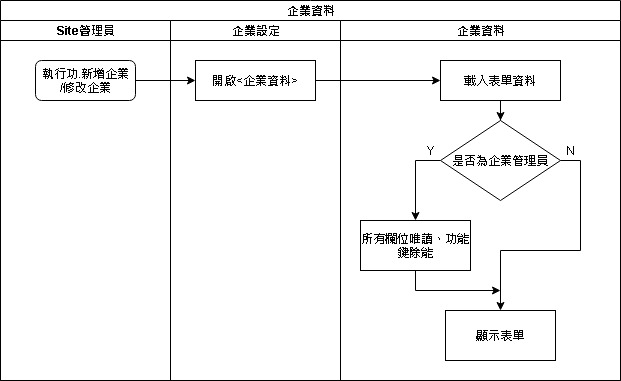 企業資料
Site管理員
企業設定
企業資料
執行功.新增企業
/修改企業
開啟<企業資料>
載入表單資料
是否為企業管理員
Y
N
所有欄位唯讀、功能
鍵除能
顯示表單